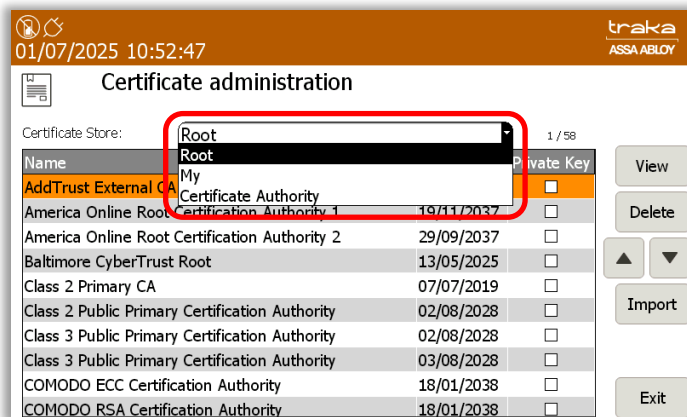 traka
01/07/2025 10:52:47
ASSA ABLOY
Certificate administration
Certificate Store:
Root
1 / 58
Root
My
Certificate Authority
Name
Private Key
AddTrust External CA
America Online Root Certification Authority 1 19/11/2037
America Online Root Certification Authority 2 29/09/2037
Baltimore CyberTrust Root 13/05/2025
Class 2 Primary CA 07/07/2019
Class 2 Public Primary Certification Authority 02/08/2028
Class 3 Public Primary Certification Authority 02/08/2028
Class 3 Public Primary Certification Authority 03/08/2028
COMODO ECC Certification Authority 18/01/2038
COMODO RSA Certification Authority 18/01/2038
View
Delete
Import
Exit